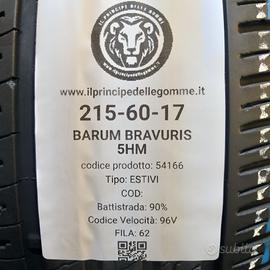 IL PRINCIPE DELLE GOMME
www.ilprincipedellegomme.it
215-60-17
BARUM BRAVURIS
5HM
codice prodotto: 54166
Tipo: ESTIVI
COD:
Battistrada: 90%
Codice Velocità: 96V
FILA: 62
subito